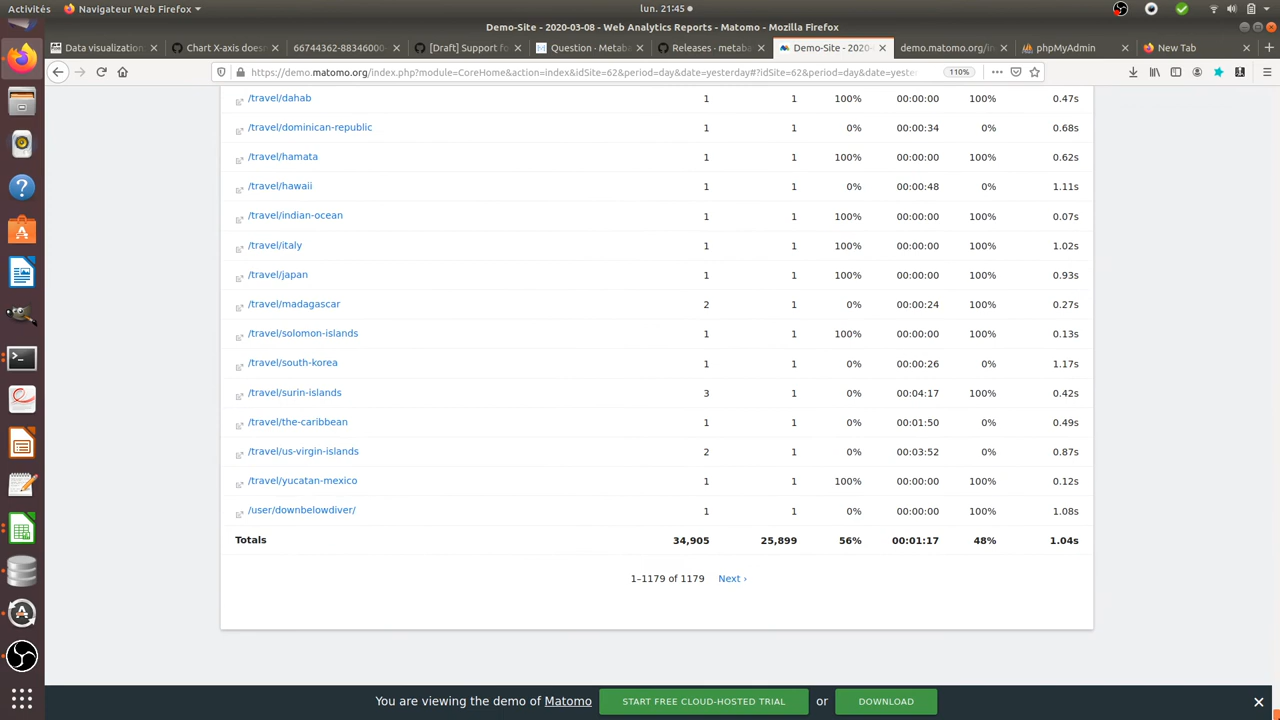 Activités
Navigateur Web Firefox
lun. 21:45
Demo-Site - 2020-03-08 - Web Analytics Reports - Matomo - Mozilla Firefox
Data visualization
Chart X-axis doesn
66744362-88346000-
[Draft] Support fo
Question · Metaba
Releases · metaba
Demo-Site - 2020-
demo.matomo.org/in
phpMyAdmin
New Tab
https://demo.matomo.org/index.php?module=CoreHome&action=index&idSite=62&period=day&date=yesterday#?idSite=62&period=day&date=yester
110%
/travel/dahab 1 1 100% 00:00:00 100% 0.47s
/travel/dominican-republic 1 1 0% 00:00:34 0% 0.68s
/travel/hamata 1 1 100% 00:00:00 100% 0.62s
/travel/hawaii 1 1 0% 00:00:48 0% 1.11s
/travel/indian-ocean 1 1 100% 00:00:00 100% 0.07s
/travel/italy 1 1 100% 00:00:00 100% 1.02s
/travel/japan 1 1 100% 00:00:00 100% 0.93s
/travel/madagascar 2 1 0% 00:00:24 100% 0.27s
/travel/solomon-islands 1 1 100% 00:00:00 100% 0.13s
/travel/south-korea 1 1 0% 00:00:26 0% 1.17s
/travel/surin-islands 3 1 0% 00:04:17 100% 0.42s
/travel/the-caribbean 1 1 0% 00:01:50 0% 0.49s
/travel/us-virgin-islands 2 1 0% 00:03:52 0% 0.87s
/travel/yucatan-mexico 1 1 100% 00:00:00 100% 0.12s
/user/downbelowdiver/ 1 1 0% 00:00:00 100% 1.08s
Totals 34,905 25,899 56% 00:01:17 48% 1.04s
1–1179 of 1179 Next ›
You are viewing the demo of Matomo START FREE CLOUD-HOSTED TRIAL or DOWNLOAD